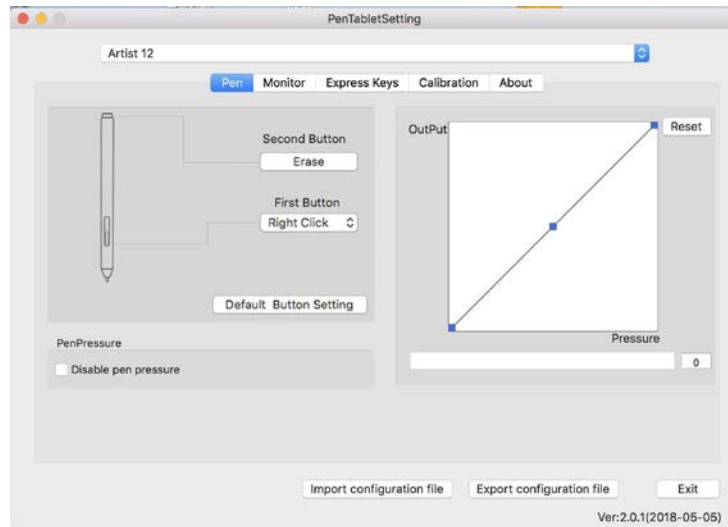 PenTabletSetting
Artist 12
Pen Monitor Express Keys Calibration About
Second Button
Erase
First Button
Right Click
Default Button Setting
PenPressure
Disable pen pressure
OutPut
Reset
Pressure
0
Import configuration file Export configuration file Exit
Ver:2.0.1(2018-05-05)